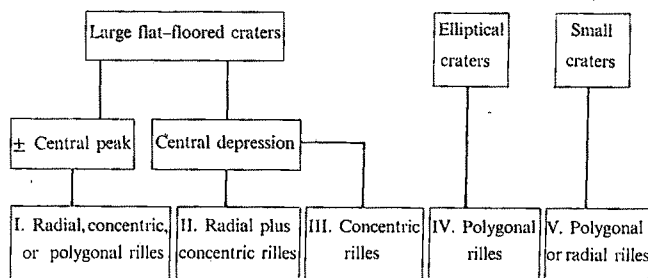 Large flat-floored craters
Elliptical
craters
Small
craters
± Central peak
Central depression
I. Radial, concentric,
or polygonal rilles
II. Radial plus
concentric rilles
III. Concentric
rilles
IV. Polygonal
rilles
V. Polygonal
or radial rilles